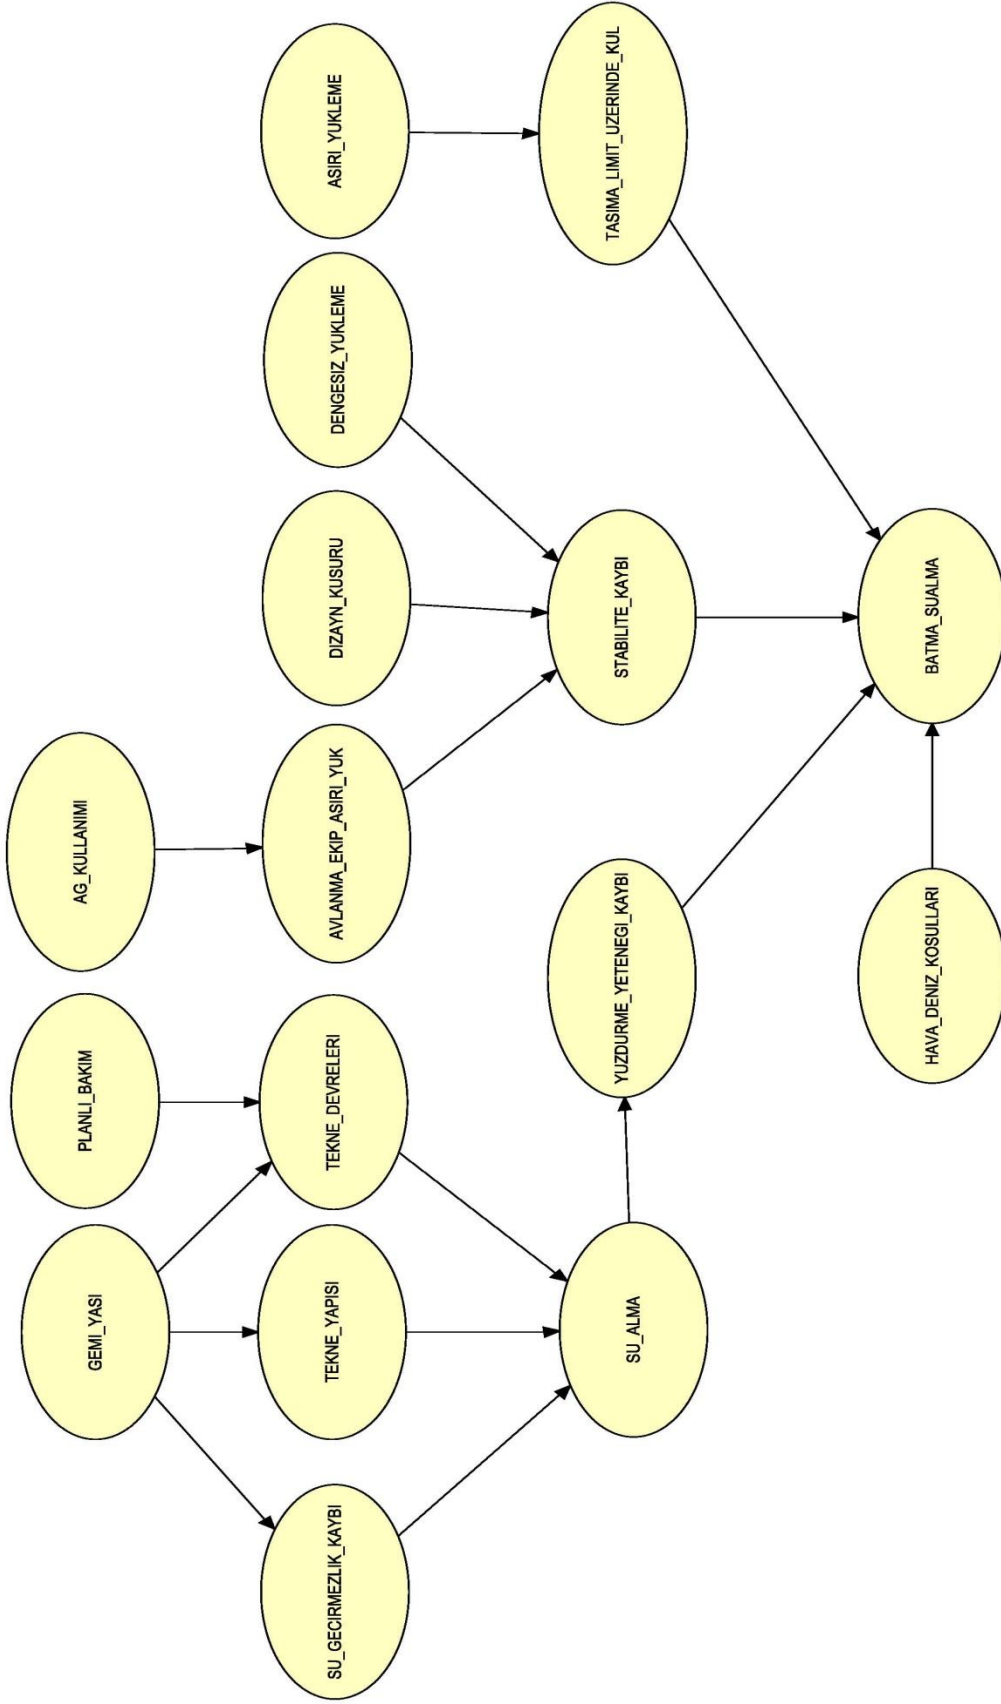 GEMI_YASI
PLANLI_BAKIM
AG_KULLANIMI
SU_GECIRMEZLIK_KAYBI
TEKNE_YAPISI
TEKNE_DEVRELERI
AVLANMA_EKIP_ASIRI_YUK
DIZAYN_KUSURU
DENGESIZ_YUKLEME
ASIRI_YUKLEME
SU_ALMA
YUZDURME_YETENEGI_KAYBI
STABILITE_KAYBI
TASIMA_LIMIT_UZERINDE_KUL
HAVA_DENIZ_KOSULLARI
BATMA_SUALMA